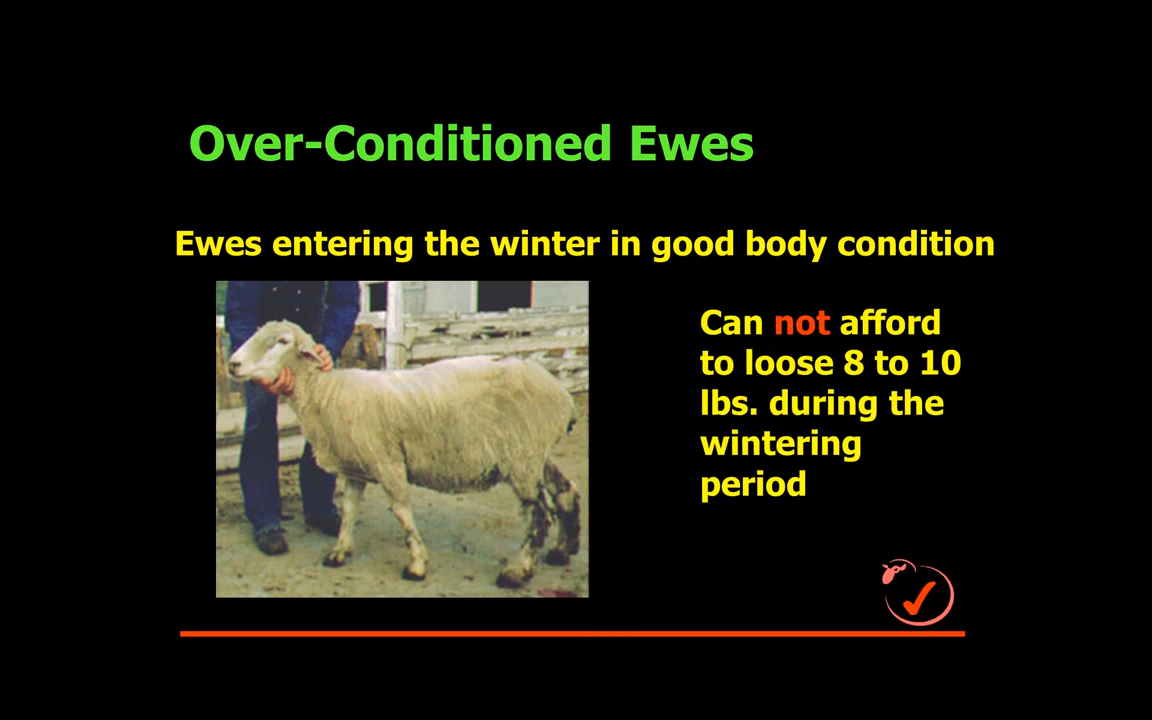 Over-Conditioned Ewes
Ewes entering the winter in good body condition
Can not afford
to loose 8 to 10
lbs. during the
wintering
period